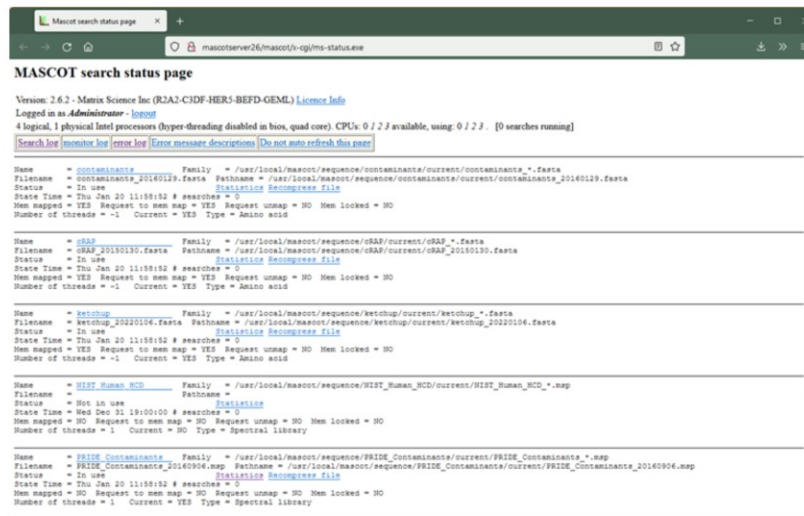 Mascot search status page
mascotserver26/mascot/x-cgi/ms-status.exe
MASCOT search status page
Version: 2.6.2 - Matrix Science Inc (R2A2-C3DF-HER5-BEFD-GEML) Licence Info
Logged in as Administrator - logout
4 logical, 1 physical Intel processors (hyper-threading disabled in bios, quad core). CPUs: 0 1 2 3 available, using: 0 1 2 3 . [0 searches running]
Search log monitor log error log Error message descriptions Do not auto refresh this page
Name = contaminants Family = /usr/local/mascot/sequence/contaminants/current/contaminants_*.fasta
Filename = contaminants_20160129.fasta Pathname = /usr/local/mascot/sequence/contaminants/current/contaminants_20160129.fasta
Status = In use Statistics Recompress file
State Time = Thu Jan 20 11:58:52 # searches = 0
Mem mapped = YES Request to mem map = YES Request unmap = NO Mem locked = NO
Number of threads = -1 Current = YES Type = Amino acid
Name = cRAP Family = /usr/local/mascot/sequence/cRAP/current/cRAP_*.fasta
Filename = cRAP_20150130.fasta Pathname = /usr/local/mascot/sequence/cRAP/current/cRAP_20150130.fasta
Status = In use Statistics Recompress file
State Time = Thu Jan 20 11:58:52 # searches = 0
Mem mapped = YES Request to mem map = YES Request unmap = NO Mem locked = NO
Number of threads = -1 Current = YES Type = Amino acid
Name = ketchup Family = /usr/local/mascot/sequence/ketchup/current/ketchup_*.fasta
Filename = ketchup_20220106.fasta Pathname = /usr/local/mascot/sequence/ketchup/current/ketchup_20220106.fasta
Status = In use Statistics Recompress file
State Time = Thu Jan 20 11:58:52 # searches = 0
Mem mapped = YES Request to mem map = YES Request unmap = NO Mem locked = NO
Number of threads = -1 Current = YES Type = Amino acid
Name = NIST_Human_HCD Family = /usr/local/mascot/sequence/NIST_Human_HCD/current/NIST_Human_HCD_*.msp
Filename = Pathname =
Status = Not in use Statistics
State Time = Wed Dec 31 19:00:00 # searches = 0
Mem mapped = NO Request to mem map = NO Request unmap = NO Mem locked = NO
Number of threads = 1 Current = NO Type = Spectral library
Name = PRIDE_Contaminants Family = /usr/local/mascot/sequence/PRIDE_Contaminants/current/PRIDE_Contaminants_*.msp
Filename = PRIDE_Contaminants_20160906.msp Pathname = /usr/local/mascot/sequence/PRIDE_Contaminants/current/PRIDE_Contaminants_20160906.msp
Status = In use Statistics Recompress file
State Time = Thu Jan 20 11:58:52 # searches = 0
Mem mapped = NO Request to mem map = NO Request unmap = NO Mem locked = NO
Number of threads = 1 Current = YES Type = Spectral library